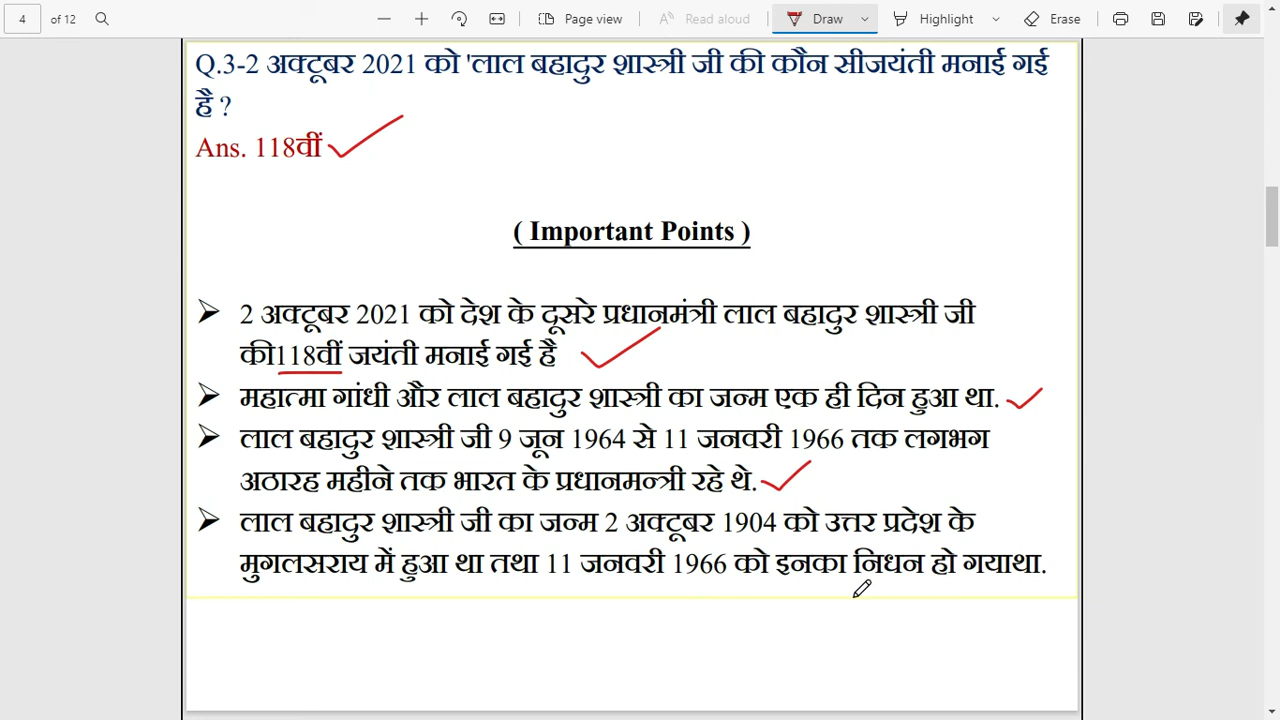 4 of 12 Page view Read aloud Draw Highlight Erase
Q.3-2 अक्टूबर 2021 को 'लाल बहादुर शास्त्री जी की कौन सीजयंती मनाई गई
है ?
Ans. 118वीं
( Important Points )
⮚ 2 अक्टूबर 2021 को देश के दूसरे प्रधानमंत्री लाल बहादुर शास्त्री जी
की118वीं जयंती मनाई गई है
⮚ महात्मा गांधी और लाल बहादुर शास्त्री का जन्म एक ही दिन हुआ था.
⮚ लाल बहादुर शास्त्री जी 9 जून 1964 से 11 जनवरी 1966 तक लगभग
अठारह महीने तक भारत के प्रधानमन्त्री रहे थे.
⮚ लाल बहादुर शास्त्री जी का जन्म 2 अक्टूबर 1904 को उत्तर प्रदेश के
मुगलसराय में हुआ था तथा 11 जनवरी 1966 को इनका निधन हो गयाथा.